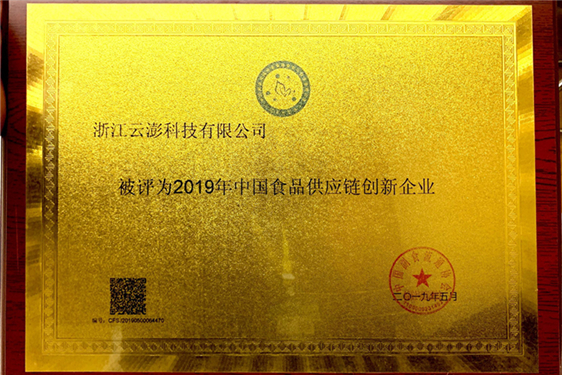 浙江云澎科技有限公司
被评为2019年中国食品供应链创新企业
二〇一九年五月